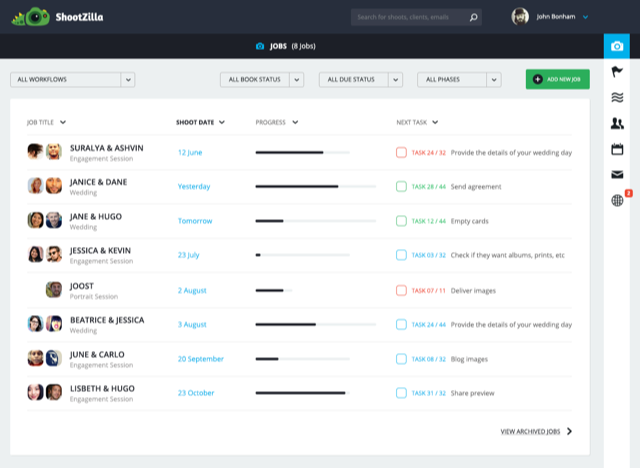 ShootZilla
Search for shoots, clients, emails
John Bonham
JOBS (8 Jobs)
ALL WORKFLOWS
ALL BOOK STATUS
ALL DUE STATUS
ALL PHASES
ADD NEW JOB
JOB TITLE
SHOOT DATE
PROGRESS
NEXT TASK
2
SURALYA & ASHVIN
Engagement Session
12 June
TASK 24 / 32 Provide the details of your wedding day
JANICE & DANE
Wedding
Yesterday
TASK 28 / 44 Send agreement
JANE & HUGO
Wedding
Tomorrow
TASK 12 / 44 Empty cards
JESSICA & KEVIN
Engagement Session
23 July
TASK 03 / 32 Check if they want albums, prints, etc
JOOST
Portrait Session
2 August
TASK 07 / 11 Deliver images
BEATRICE & JESSICA
Wedding
3 August
TASK 24 / 44 Provide the details of your wedding day
JUNE & CARLO
Engagement Session
20 September
TASK 08 / 32 Blog images
LISBETH & HUGO
Engagement Session
23 October
TASK 31 / 32 Share preview
VIEW ARCHIVED JOBS